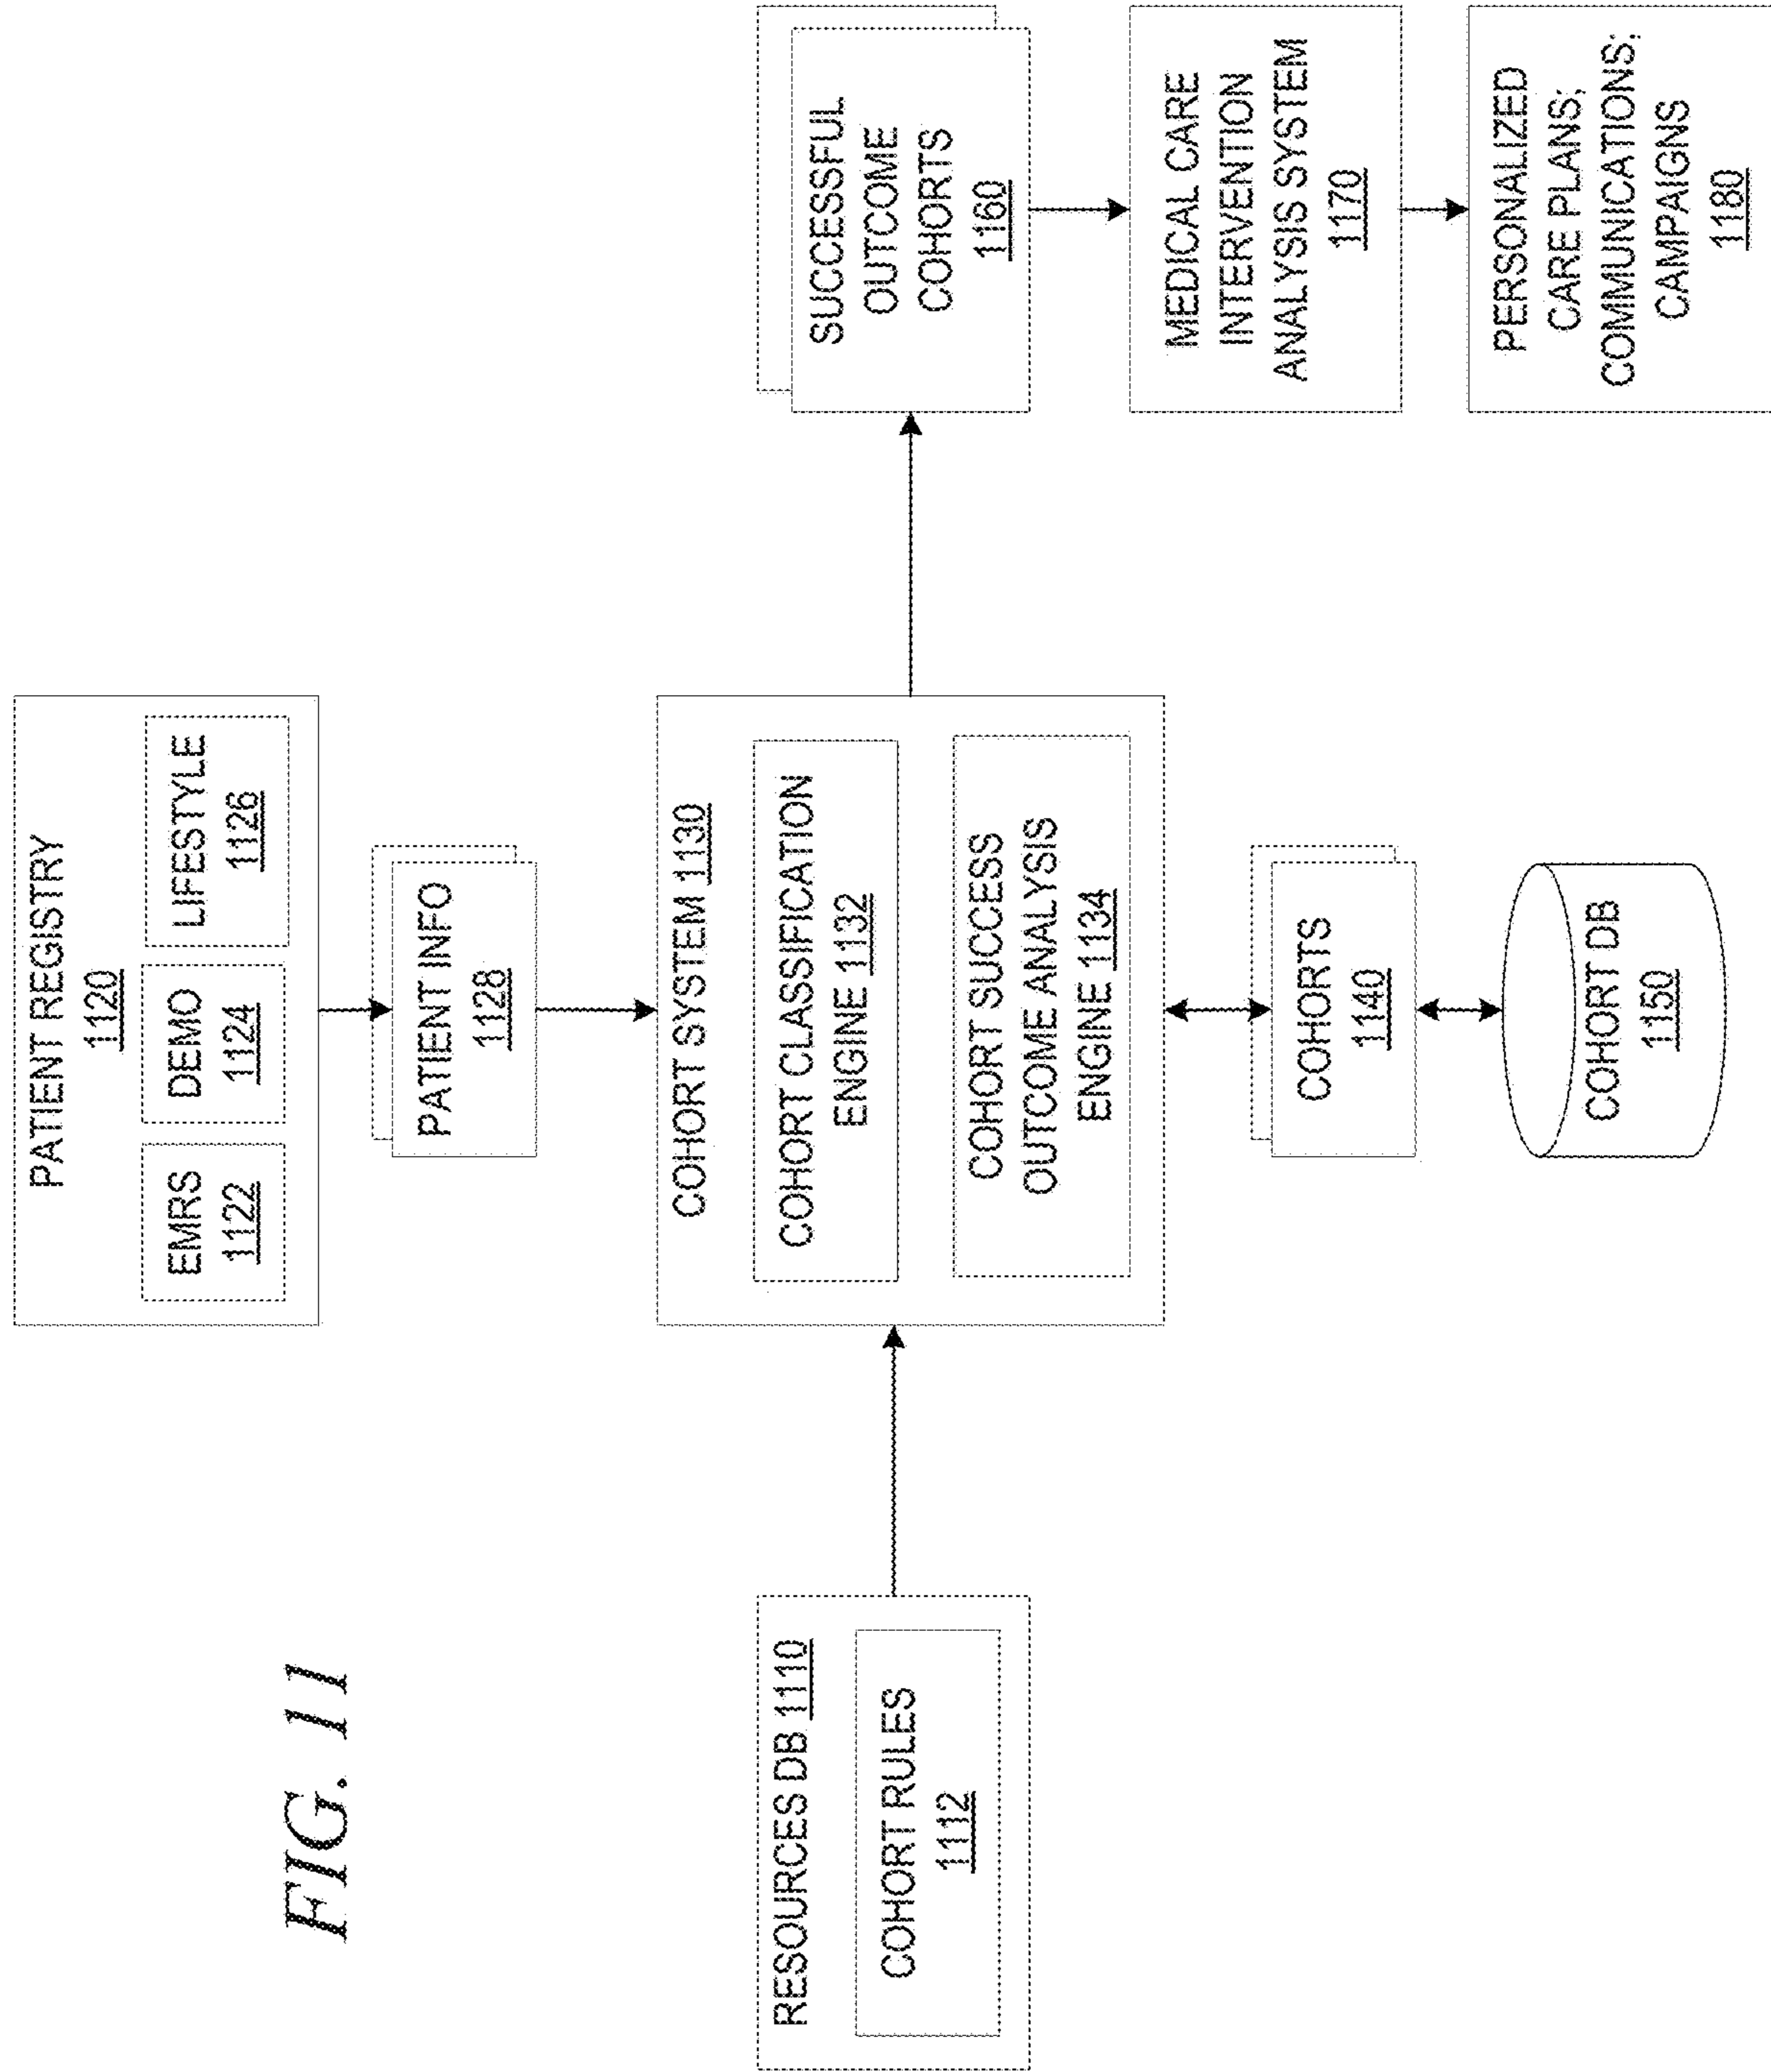 FIG. 11
RESOURCES DB 1110
COHORT RULES
1112
PATIENT REGISTRY
1120
EMRS
1122
DEMO
1124
LIFESTYLE
1126
PATIENT INFO
1128
COHORT SYSTEM 1130
COHORT CLASSIFICATION
ENGINE 1132
COHORT SUCCESS
OUTCOME ANALYSIS
ENGINE 1134
COHORTS
1140
COHORT DB
1150
SUCCESSFUL
OUTCOME
COHORTS
1160
MEDICAL CARE
INTERVENTION
ANALYSIS SYSTEM
1170
PERSONALIZED
CARE PLANS;
COMMUNICATIONS;
CAMPAIGNS
1180